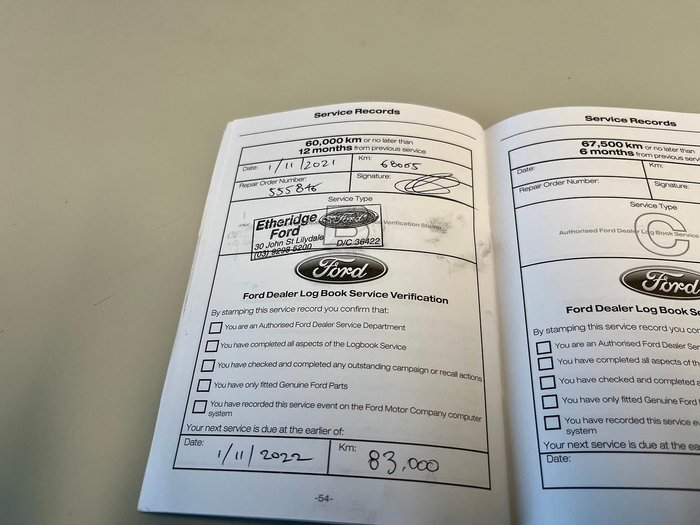 Service Records
60,000 km or no later than
12 months from previous service
Date: 1/11/2021 Km: 68005
Repair Order Number: 555846 Signature:
Service Type
B
Verification Stamp
Etheridge
Ford
Ford
30 John St Lilydale
(03) 9298 5200 D/C 36422
Ford
Ford Dealer Log Book Service Verification
By stamping this service record you confirm that:
You are an Authorised Ford Dealer Service Department
You have completed all aspects of the Logbook Service
You have checked and completed any outstanding campaign or recall actions
You have only fitted Genuine Ford Parts
You have recorded this service event on the Ford Motor Company computer
system
Your next service is due at the earlier of:
Date: 1/11/2022 Km: 83,000
-54-
Service Records
67,500 km or no later than
6 months from previous serv
Date: Km:
Repair Order Number: Signature:
Service Type
C
Authorised Ford Dealer Log Book Service
Ford
Ford Dealer Log Book Se
By stamping this service record you con
You are an Authorised Ford Dealer Ser
You have completed all aspects of th
You have checked and completed a
You have only fitted Genuine Ford
You have recorded this service ev
system
Your next service is due at the ea
Date: